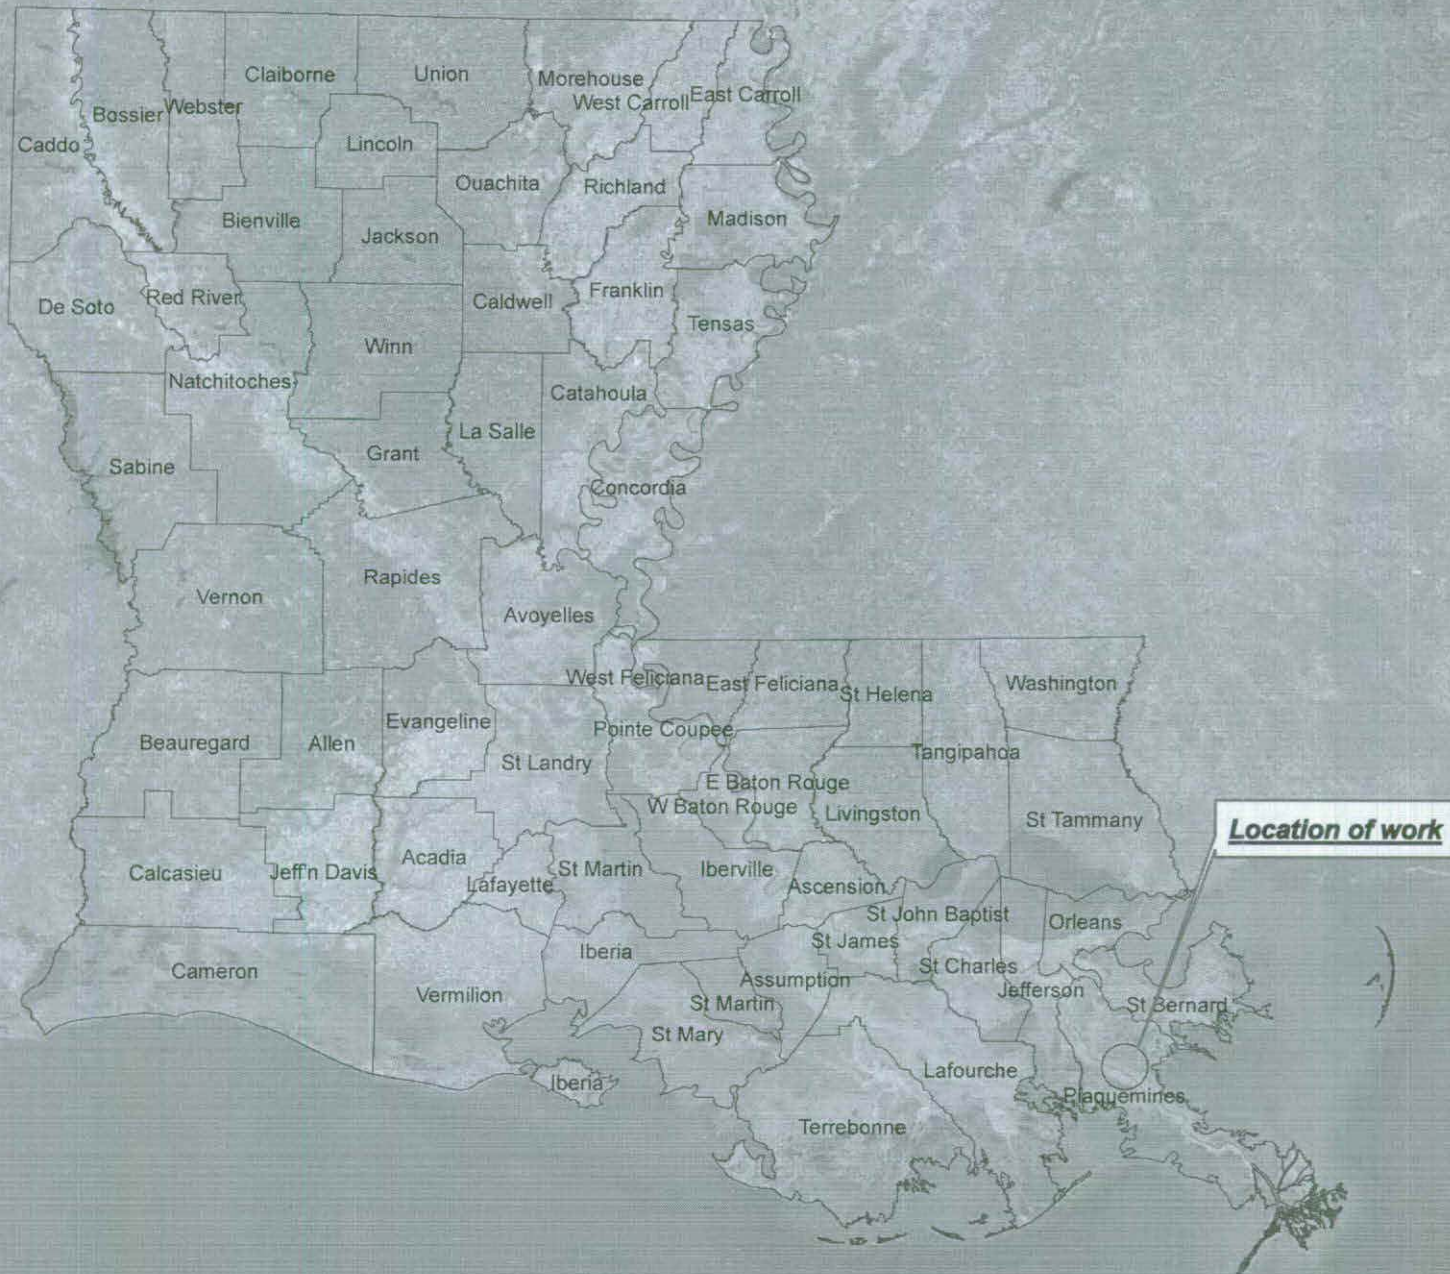 Claiborne
Union
Morehouse
West Carroll
East Carroll
Bossier
Webster
Caddo
Lincoln
Ouachita
Richland
Bienville
Jackson
Madison
De Soto
Red River
Caldwell
Franklin
Tensas
Winn
Natchitoches
Catahoula
La Salle
Grant
Sabine
Concordia
Vernon
Rapides
Avoyelles
West Feliciana
East Feliciana
St Helena
Washington
Evangeline
Pointe Coupee
Beauregard
Allen
St Landry
Tangipahoa
E Baton Rouge
W Baton Rouge
Livingston
St Tammany
Location of work
Calcasieu
Jeff'n Davis
Acadia
Lafayette
St Martin
Iberville
Ascension
St John Baptist
Orleans
St James
Iberia
St Charles
Cameron
Assumption
Jefferson
Vermilion
St Martin
St Bernard
St Mary
Lafourche
Iberia
Plaquemines
Terrebonne